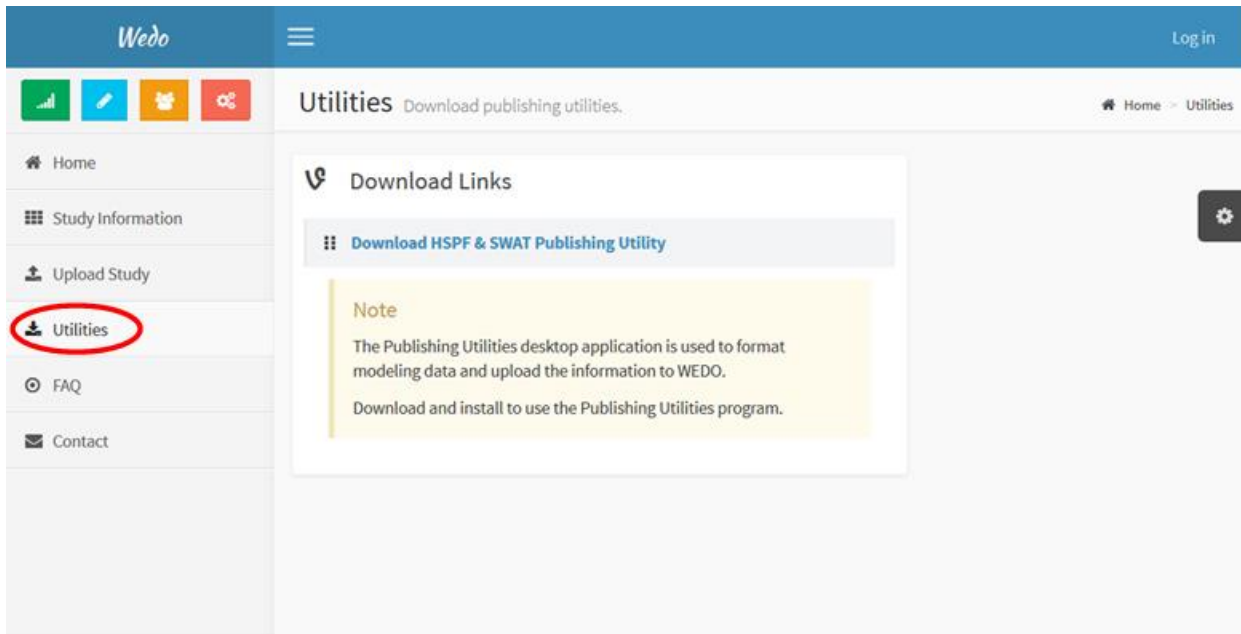 Wedo
Log in
Utilities Download publishing utilities.
Home > Utilities
Home
Study Information
Upload Study
Utilities
FAQ
Contact
Download Links
Download HSPF & SWAT Publishing Utility
Note
The Publishing Utilities desktop application is used to format
modeling data and upload the information to WEDO.
Download and install to use the Publishing Utilities program.